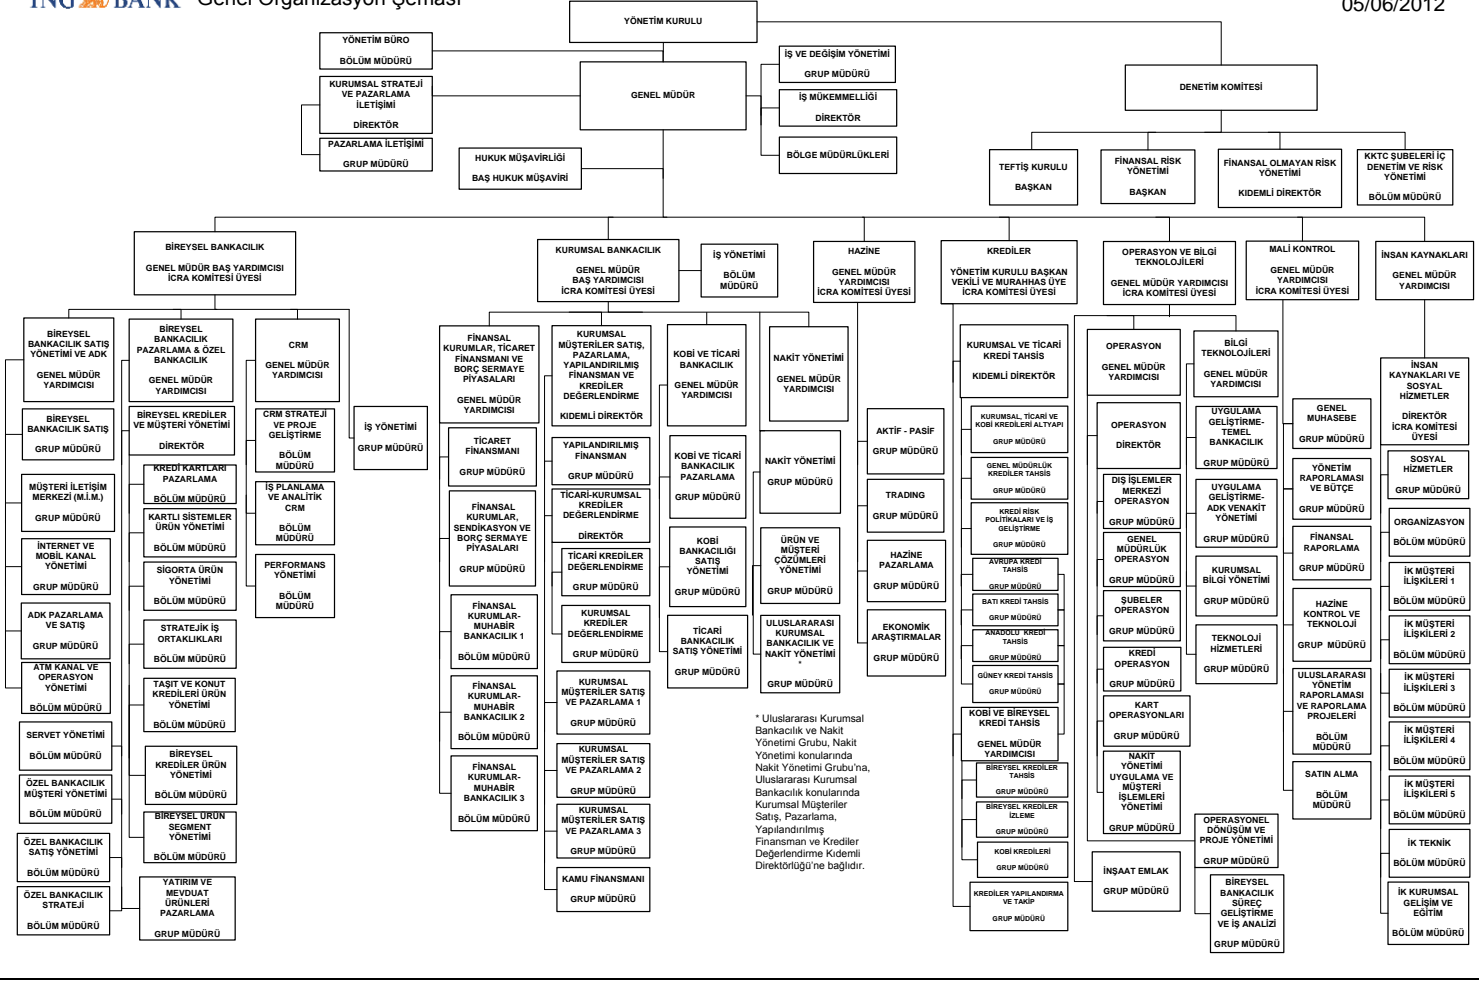 ING BANK Genel Organizasyon Şeması
05/06/2012
YÖNETİM KURULU
YÖNETİM BÜRO
BÖLÜM MÜDÜRÜ
KURUMSAL STRATEJİ
VE PAZARLAMA
İLETİŞİMİ
DİREKTÖR
PAZARLAMA İLETİŞİMİ
GRUP MÜDÜRÜ
GENEL MÜDÜR
İŞ VE DEĞİŞİM YÖNETİMİ
GRUP MÜDÜRÜ
İŞ MÜKEMMELLİĞİ
DİREKTÖR
BÖLGE MÜDÜRLÜKLERİ
HUKUK MÜŞAVİRLİĞİ
BAŞ HUKUK MÜŞAVİRİ
DENETİM KOMİTESİ
TEFTİŞ KURULU
BAŞKAN
FİNANSAL RİSK
YÖNETİMİ
BAŞKAN
FİNANSAL OLMAYAN RİSK
YÖNETİMİ
KIDEMLİ DİREKTÖR
KKTC ŞUBELERİ İÇ
DENETİM VE RİSK
YÖNETİMİ
BÖLÜM MÜDÜRÜ
BİREYSEL BANKACILIK
GENEL MÜDÜR BAŞ YARDIMCISI
İCRA KOMİTESİ ÜYESİ
BİREYSEL
BANKACILIK SATIŞ
YÖNETİMİ VE ADK
GENEL MÜDÜR
YARDIMCISI
BİREYSEL
BANKACILIK SATIŞ
GRUP MÜDÜRÜ
MÜŞTERİ İLETİŞİM
MERKEZİ (M.İ.M.)
GRUP MÜDÜRÜ
İNTERNET VE
MOBİL KANAL
YÖNETİMİ
GRUP MÜDÜRÜ
ADK PAZARLAMA
VE SATIŞ
GRUP MÜDÜRÜ
ATM KANAL VE
OPERASYON
YÖNETİMİ
BÖLÜM MÜDÜRÜ
BİREYSEL
BANKACILIK
PAZARLAMA & ÖZEL
BANKACILIK
GENEL MÜDÜR
YARDIMCISI
BİREYSEL KREDİLER
VE MÜŞTERİ YÖNETİMİ
DİREKTÖR
KREDİ KARTLARI
PAZARLAMA
BÖLÜM MÜDÜRÜ
KARTLI SİSTEMLER
ÜRÜN YÖNETİMİ
BÖLÜM MÜDÜRÜ
SİGORTA ÜRÜN
YÖNETİMİ
BÖLÜM MÜDÜRÜ
STRATEJİK İŞ
ORTAKLIKLARI
BÖLÜM MÜDÜRÜ
TAŞIT VE KONUT
KREDİLERİ ÜRÜN
YÖNETİMİ
BÖLÜM MÜDÜRÜ
BİREYSEL
KREDİLER ÜRÜN
YÖNETİMİ
BÖLÜM MÜDÜRÜ
BİREYSEL ÜRÜN
SEGMENT
YÖNETİMİ
BÖLÜM MÜDÜRÜ
SERVET YÖNETİMİ
BÖLÜM MÜDÜRÜ
ÖZEL BANKACILIK
MÜŞTERİ YÖNETİMİ
BÖLÜM MÜDÜRÜ
ÖZEL BANKACILIK
SATIŞ YÖNETİMİ
BÖLÜM MÜDÜRÜ
ÖZEL BANKACILIK
STRATEJİ
BÖLÜM MÜDÜRÜ
YATIRIM VE
MEVDUAT
ÜRÜNLERİ
PAZARLAMA
GRUP MÜDÜRÜ
CRM
GENEL MÜDÜR
YARDIMCISI
CRM STRATEJİ
VE PROJE
GELİŞTİRME
BÖLÜM
MÜDÜRÜ
İŞ PLANLAMA
VE ANALİTİK
CRM
BÖLÜM
MÜDÜRÜ
PERFORMANS
YÖNETİMİ
BÖLÜM
MÜDÜRÜ
İŞ YÖNETİMİ
GRUP MÜDÜRÜ
KURUMSAL BANKACILIK
GENEL MÜDÜR
BAŞ YARDIMCISI
İCRA KOMİTESİ ÜYESİ
İŞ YÖNETİMİ
BÖLÜM
MÜDÜRÜ
FİNANSAL
KURUMLAR, TİCARET
FİNANSMANI VE
BORÇ SERMAYE
PİYASALARI
GENEL MÜDÜR
YARDIMCISI
TİCARET
FİNANSMANI
GRUP MÜDÜRÜ
FİNANSAL
KURUMLAR,
SENDİKASYON VE
BORÇ SERMAYE
PİYASALARI
GRUP MÜDÜRÜ
FİNANSAL
KURUMLAR-
MUHABİR
BANKACILIK 1
BÖLÜM MÜDÜRÜ
FİNANSAL
KURUMLAR-
MUHABİR
BANKACILIK 2
BÖLÜM MÜDÜRÜ
FİNANSAL
KURUMLAR-
MUHABİR
BANKACILIK 3
BÖLÜM MÜDÜRÜ
KURUMSAL
MÜŞTERİLER SATIŞ,
PAZARLAMA,
YAPILANDIRILMIŞ
FİNANSMAN VE
KREDİLER
DEĞERLENDİRME
KIDEMLİ DİREKTÖR
YAPILANDIRILMIŞ
FİNANSMAN
GRUP MÜDÜRÜ
TİCARİ-KURUMSAL
KREDİLER
DEĞERLENDİRME
DİREKTÖR
TİCARİ KREDİLER
DEĞERLENDİRME
GRUP MÜDÜRÜ
KURUMSAL
KREDİLER
DEĞERLENDİRME
GRUP MÜDÜRÜ
KURUMSAL
MÜŞTERİLER SATIŞ
VE PAZARLAMA 1
GRUP MÜDÜRÜ
KURUMSAL
MÜŞTERİLER SATIŞ
VE PAZARLAMA 2
GRUP MÜDÜRÜ
KURUMSAL
MÜŞTERİLER SATIŞ
VE PAZARLAMA 3
GRUP MÜDÜRÜ
KAMU FİNANSMANI
GRUP MÜDÜRÜ
KOBİ VE TİCARİ
BANKACILIK
GENEL MÜDÜR
YARDIMCISI
KOBİ VE TİCARİ
BANKACILIK
PAZARLAMA
GRUP MÜDÜRÜ
KOBİ
BANKACILIĞI
SATIŞ
YÖNETİMİ
GRUP MÜDÜRÜ
TİCARİ
BANKACILIK
SATIŞ YÖNETİMİ
GRUP MÜDÜRÜ
NAKİT YÖNETİMİ
GENEL MÜDÜR
YARDIMCISI
NAKİT YÖNETİMİ
GRUP MÜDÜRÜ
ÜRÜN VE
MÜŞTERİ
ÇÖZÜMLERİ
YÖNETİMİ
GRUP MÜDÜRÜ
ULUSLARARASI
KURUMSAL
BANKACILIK VE
NAKİT YÖNETİMİ
*
GRUP MÜDÜRÜ
* Uluslararası Kurumsal
Bankacılık ve Nakit
Yönetimi Grubu, Nakit
Yönetimi konularında
Nakit Yönetimi Grubu'na,
Uluslararası Kurumsal
Bankacılık konularında
Kurumsal Müşteriler
Satış, Pazarlama,
Yapılandırılmış
Finansman ve Krediler
Değerlendirme Kıdemli
Direktörlüğü'ne bağlıdır.
HAZİNE
GENEL MÜDÜR
YARDIMCISI
İCRA KOMİTESİ ÜYESİ
AKTİF - PASİF
GRUP MÜDÜRÜ
TRADING
GRUP MÜDÜRÜ
HAZİNE
PAZARLAMA
GRUP MÜDÜRÜ
EKONOMİK
ARAŞTIRMALAR
GRUP MÜDÜRÜ
KREDİLER
YÖNETİM KURULU BAŞKAN
VEKİLİ VE MURAHHAS ÜYE
İCRA KOMİTESİ ÜYESİ
KURUMSAL VE TİCARİ
KREDİ TAHSİS
KIDEMLİ DİREKTÖR
KURUMSAL, TİCARİ VE
KOBİ KREDİLERİ ALTYAPI
GRUP MÜDÜRÜ
GENEL MÜDÜRLÜK
KREDİLER TAHSİS
GRUP MÜDÜRÜ
KREDİ RİSK
POLİTİKALARI VE İŞ
GELİŞTİRME
GRUP MÜDÜRÜ
AVRUPA KREDİ
TAHSİS
GRUP MÜDÜRÜ
BATI KREDİ TAHSİS
GRUP MÜDÜRÜ
ANADOLU KREDİ
TAHSİS
GRUP MÜDÜRÜ
GÜNEY KREDİ TAHSİS
GRUP MÜDÜRÜ
KOBİ VE BİREYSEL
KREDİ TAHSİS
GENEL MÜDÜR
YARDIMCISI
BİREYSEL KREDİLER
TAHSİS
GRUP MÜDÜRÜ
BİREYSEL KREDİLER
İZLEME
GRUP MÜDÜRÜ
KOBİ KREDİLERİ
GRUP MÜDÜRÜ
KREDİLER YAPILANDIRMA
VE TAKİP
GRUP MÜDÜRÜ
OPERASYON VE BİLGİ
TEKNOLOJİLERİ
GENEL MÜDÜR YARDIMCISI
İCRA KOMİTESİ ÜYESİ
OPERASYON
GENEL MÜDÜR
YARDIMCISI
OPERASYON
DİREKTÖR
DIŞ İŞLEMLER
MERKEZİ
OPERASYON
GRUP MÜDÜRÜ
GENEL
MÜDÜRLÜK
OPERASYON
GRUP MÜDÜRÜ
ŞUBELER
OPERASYON
GRUP MÜDÜRÜ
KREDİ
OPERASYON
GRUP MÜDÜRÜ
KART
OPERASYONLARI
GRUP MÜDÜRÜ
NAKİT
YÖNETİMİ
UYGULAMA VE
MÜŞTERİ
İŞLEMLERİ
YÖNETİMİ
GRUP MÜDÜRÜ
İNŞAAT EMLAK
GRUP MÜDÜRÜ
BİLGİ
TEKNOLOJİLERİ
GENEL MÜDÜR
YARDIMCISI
UYGULAMA
GELİŞTİRME-
TEMEL
BANKACILIK
GRUP MÜDÜRÜ
UYGULAMA
GELİŞTİRME-
ADK VENAKİT
YÖNETİMİ
GRUP MÜDÜRÜ
KURUMSAL
BİLGİ YÖNETİMİ
GRUP MÜDÜRÜ
TEKNOLOJİ
HİZMETLERİ
GRUP MÜDÜRÜ
OPERASYONEL
DÖNÜŞÜM VE
PROJE YÖNETİMİ
GRUP MÜDÜRÜ
BİREYSEL
BANKACILIK
SÜREÇ
GELİŞTİRME
VE İŞ ANALİZİ
GRUP MÜDÜRÜ
MALİ KONTROL
GENEL MÜDÜR
YARDIMCISI
İCRA KOMİTESİ ÜYESİ
GENEL
MUHASEBE
GRUP MÜDÜRÜ
YÖNETİM
RAPORLAMASI
VE BÜTÇE
GRUP MÜDÜRÜ
FİNANSAL
RAPORLAMA
GRUP MÜDÜRÜ
HAZİNE
KONTROL VE
TEKNOLOJİ
GRUP MÜDÜRÜ
ULUSLARARASI
YÖNETİM
RAPORLAMASI
VE RAPORLAMA
PROJELERİ
BÖLÜM
MÜDÜRÜ
SATIN ALMA
BÖLÜM
MÜDÜRÜ
İNSAN KAYNAKLARI
GENEL MÜDÜR
YARDIMCISI
İNSAN
KAYNAKLARI VE
SOSYAL
HİZMETLER
DİREKTÖR
İCRA KOMİTESİ
ÜYESİ
SOSYAL
HİZMETLER
GRUP MÜDÜRÜ
ORGANİZASYON
BÖLÜM MÜDÜRÜ
İK MÜŞTERİ
İLİŞKİLERİ 1
BÖLÜM MÜDÜRÜ
İK MÜŞTERİ
İLİŞKİLERİ 2
BÖLÜM MÜDÜRÜ
İK MÜŞTERİ
İLİŞKİLERİ 3
BÖLÜM MÜDÜRÜ
İK MÜŞTERİ
İLİŞKİLERİ 4
BÖLÜM MÜDÜRÜ
İK MÜŞTERİ
İLİŞKİLERİ 5
BÖLÜM MÜDÜRÜ
İK TEKNİK
BÖLÜM MÜDÜRÜ
İK KURUMSAL
GELİŞİM VE
EĞİTİM
BÖLÜM MÜDÜRÜ